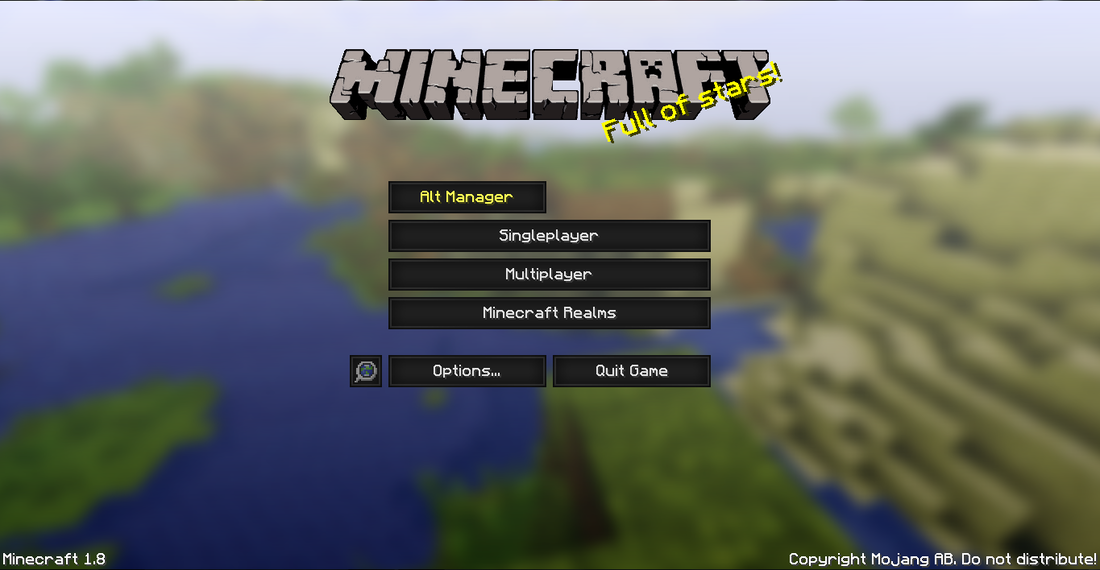 MINECRAFT
Full of stars!
Alt Manager
Singleplayer
Multiplayer
Minecraft Realms
Options... Quit Game
Minecraft 1.8 Copyright Mojang AB. Do not distribute!